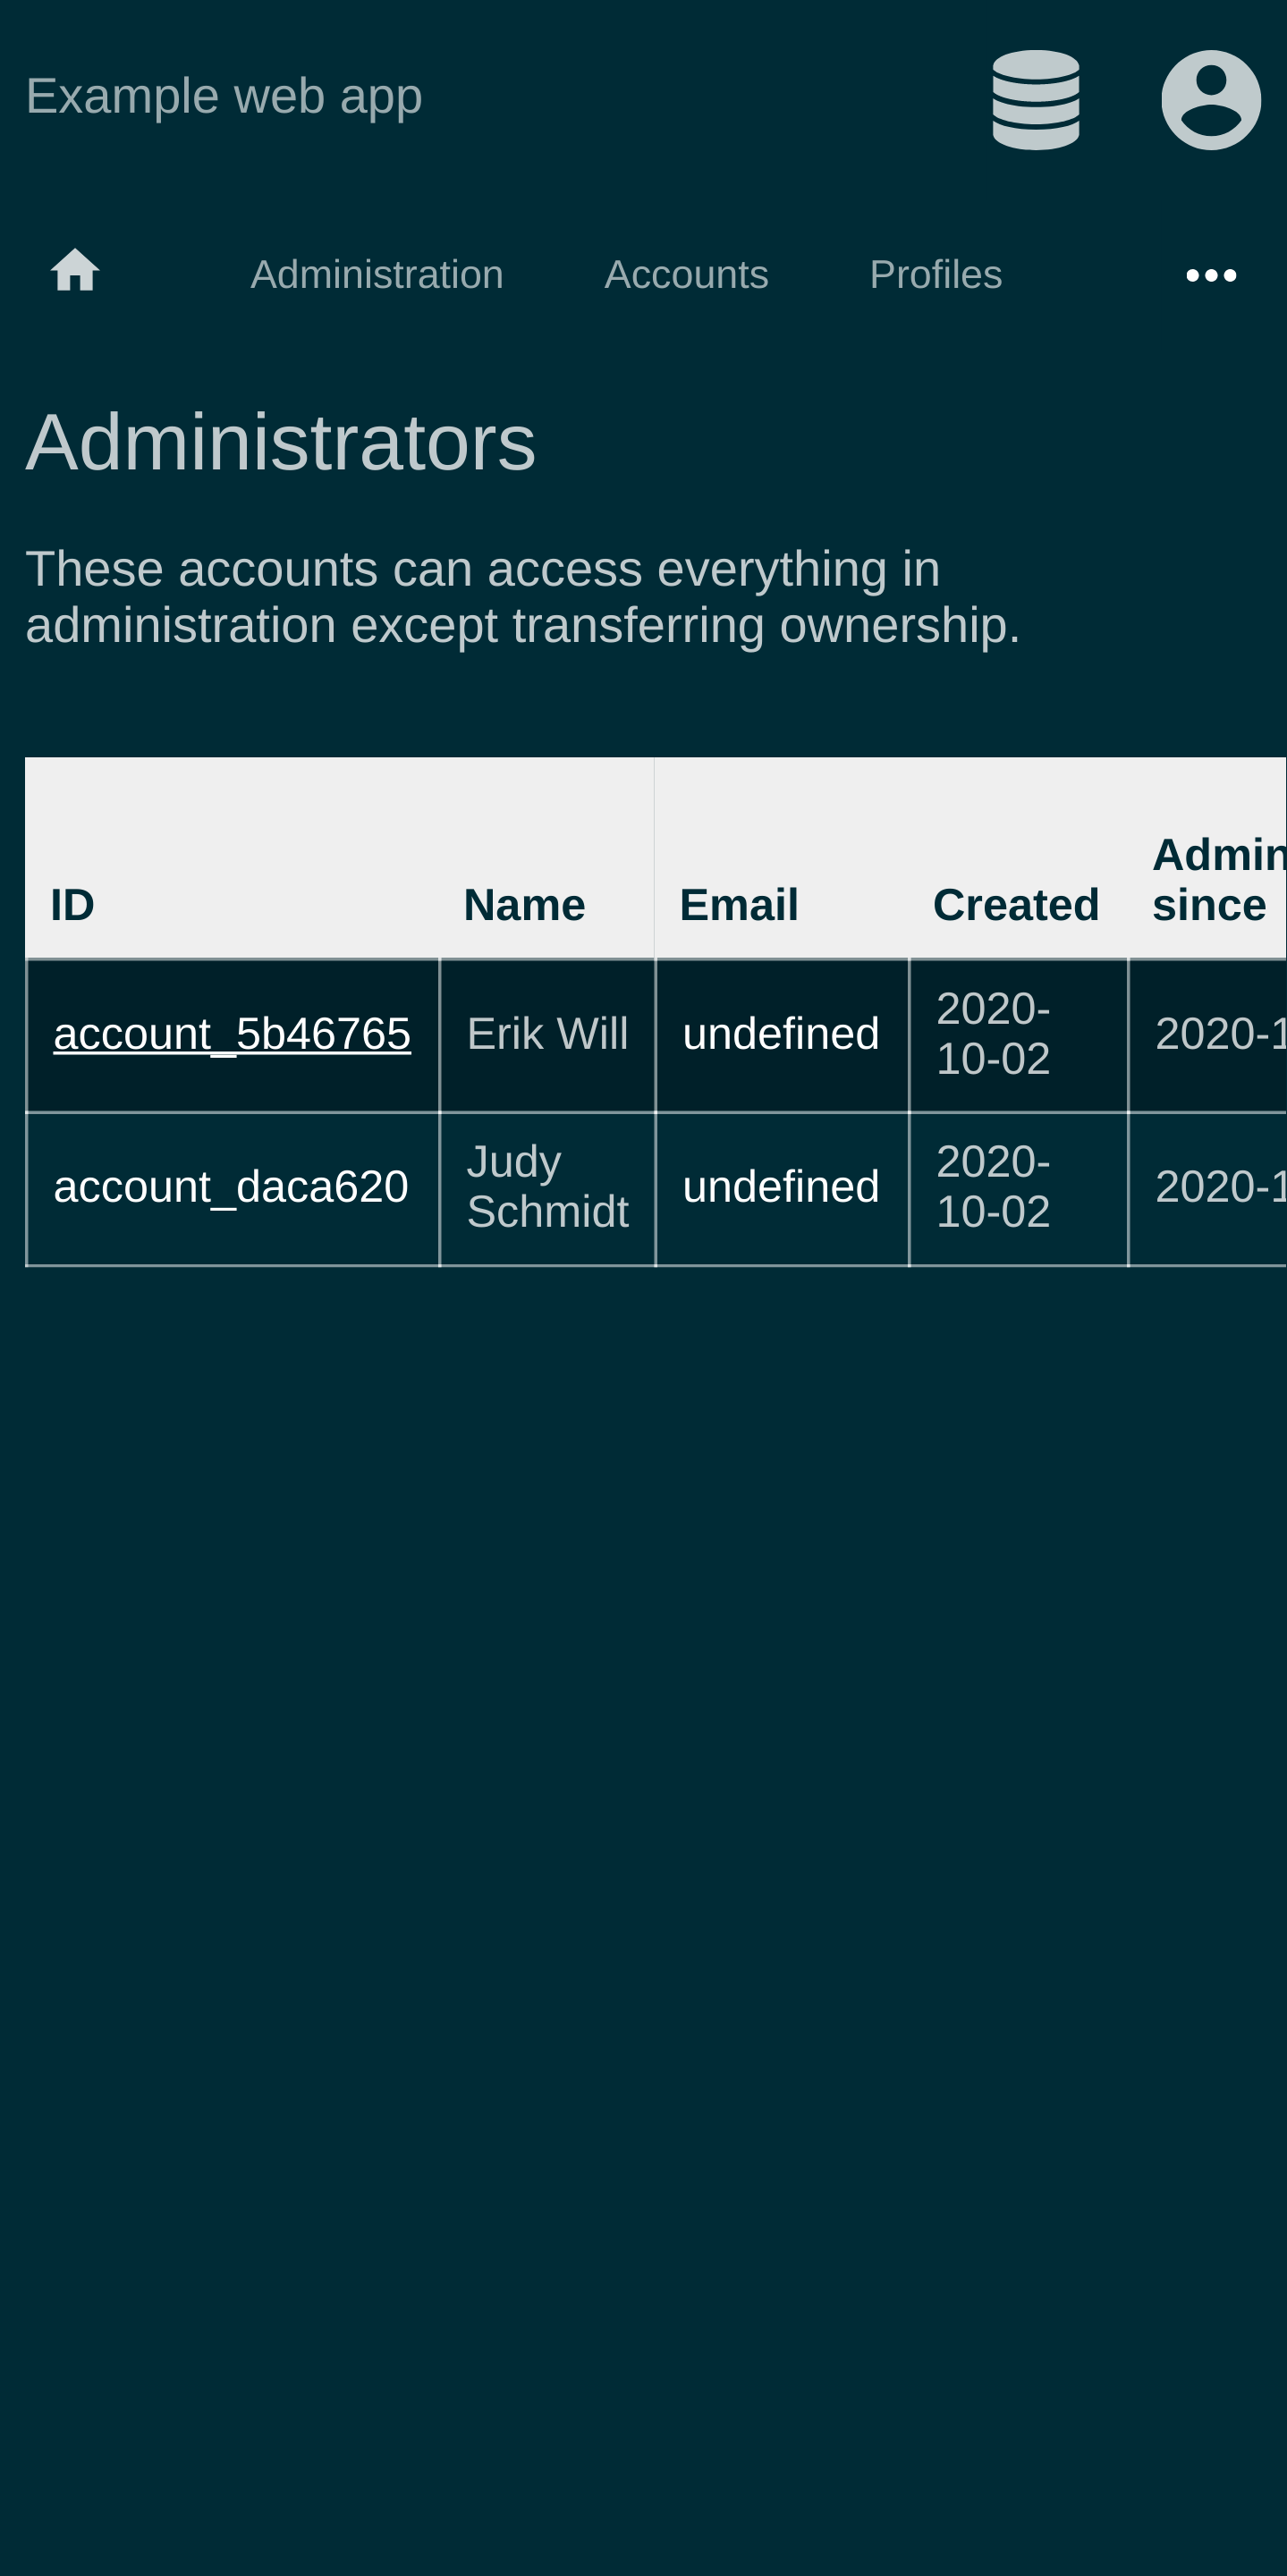 Example web app
Administration Accounts Profiles
Administrators
These accounts can access everything in
administration except transferring ownership.
ID Name Email Created Admin since
account_5b46765 Erik Will undefined 2020-10-02 2020-1
account_daca620 Judy Schmidt undefined 2020-10-02 2020-1